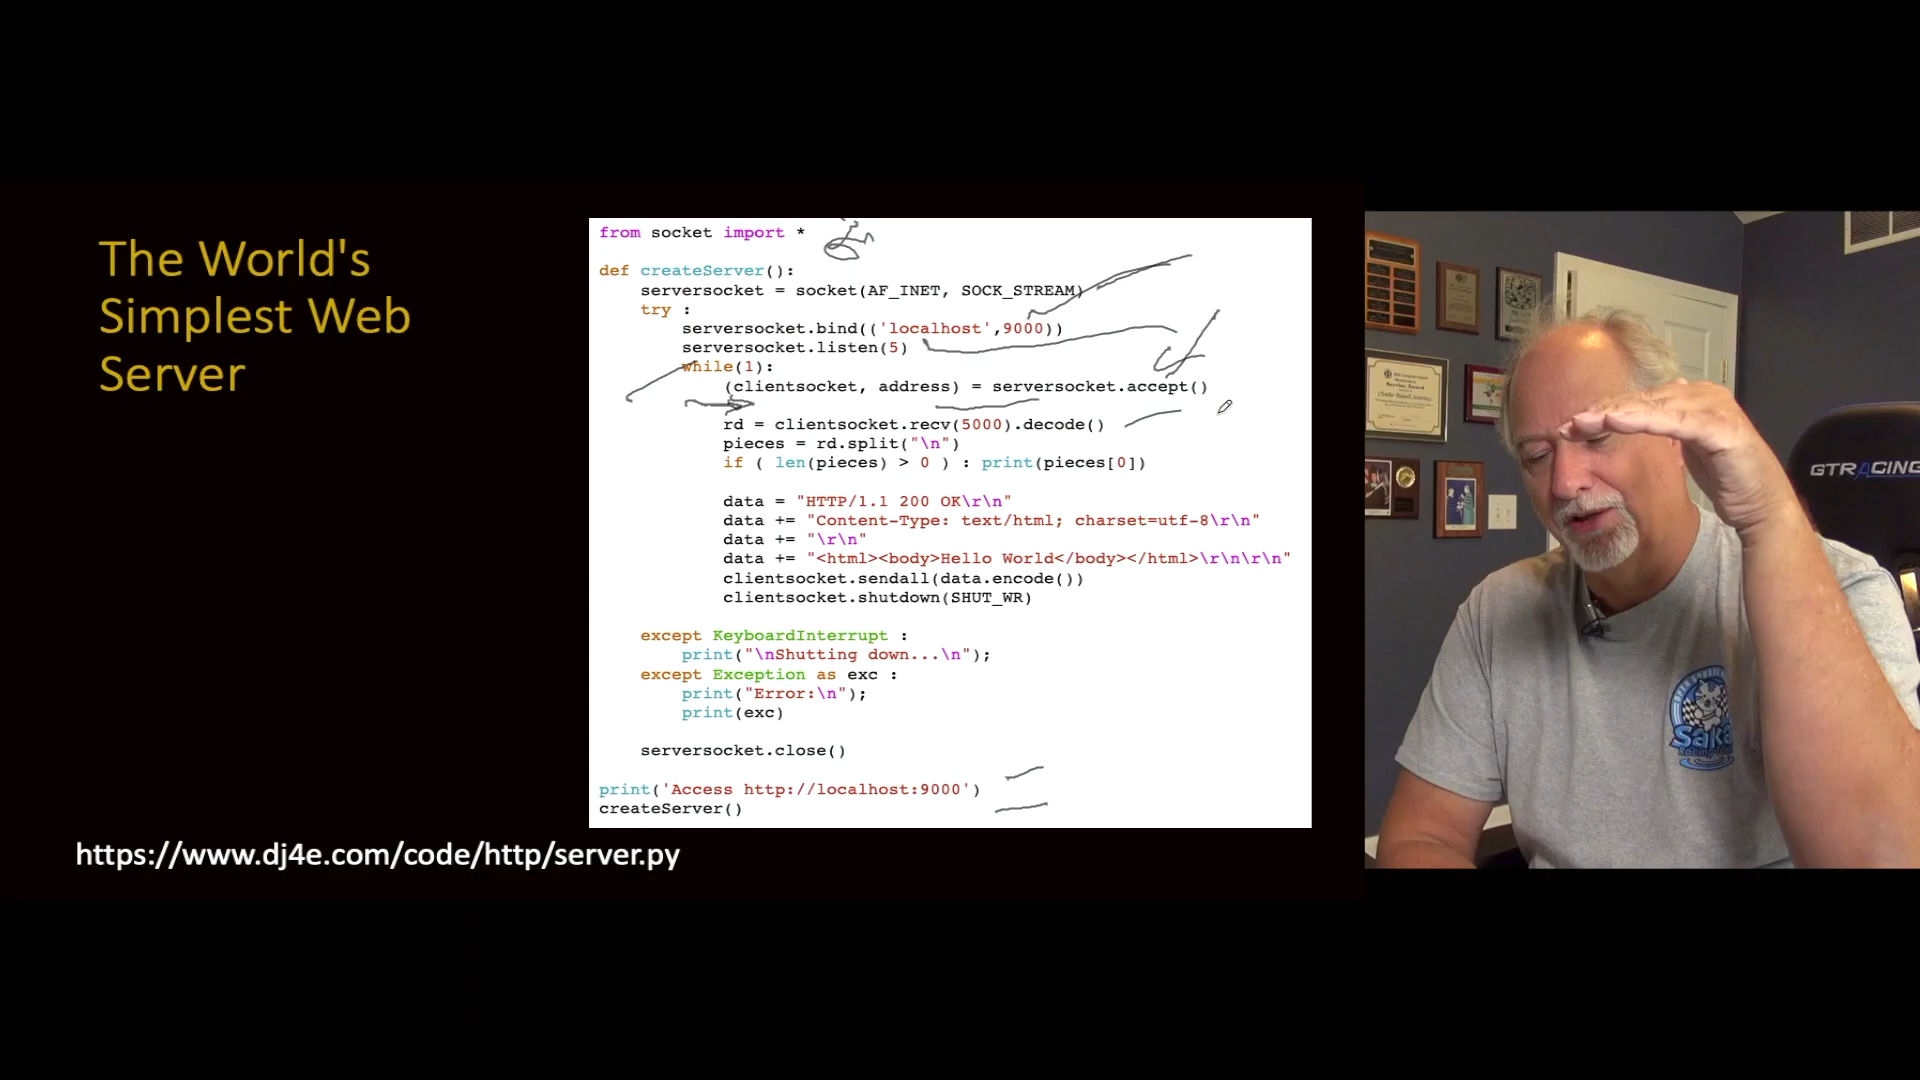 The World's
Simplest Web
Server
from socket import *
def createServer():
    serversocket = socket(AF_INET, SOCK_STREAM)
    try :
        serversocket.bind(('localhost',9000))
        serversocket.listen(5)
        while(1):
            (clientsocket, address) = serversocket.accept()
            rd = clientsocket.recv(5000).decode()
            pieces = rd.split("\n")
            if ( len(pieces) > 0 ) : print(pieces[0])
            data = "HTTP/1.1 200 OK\r\n"
            data += "Content-Type: text/html; charset=utf-8\r\n"
            data += "\r\n"
            data += "<html><body>Hello World</body></html>\r\n\r\n"
            clientsocket.sendall(data.encode())
            clientsocket.shutdown(SHUT_WR)
    except KeyboardInterrupt :
        print("\nShutting down...\n");
    except Exception as exc :
        print("Error:\n");
        print(exc)
    serversocket.close()
print('Access http://localhost:9000')
createServer()
https://www.dj4e.com/code/http/server.py
GTRACING
Service Award
Sakai